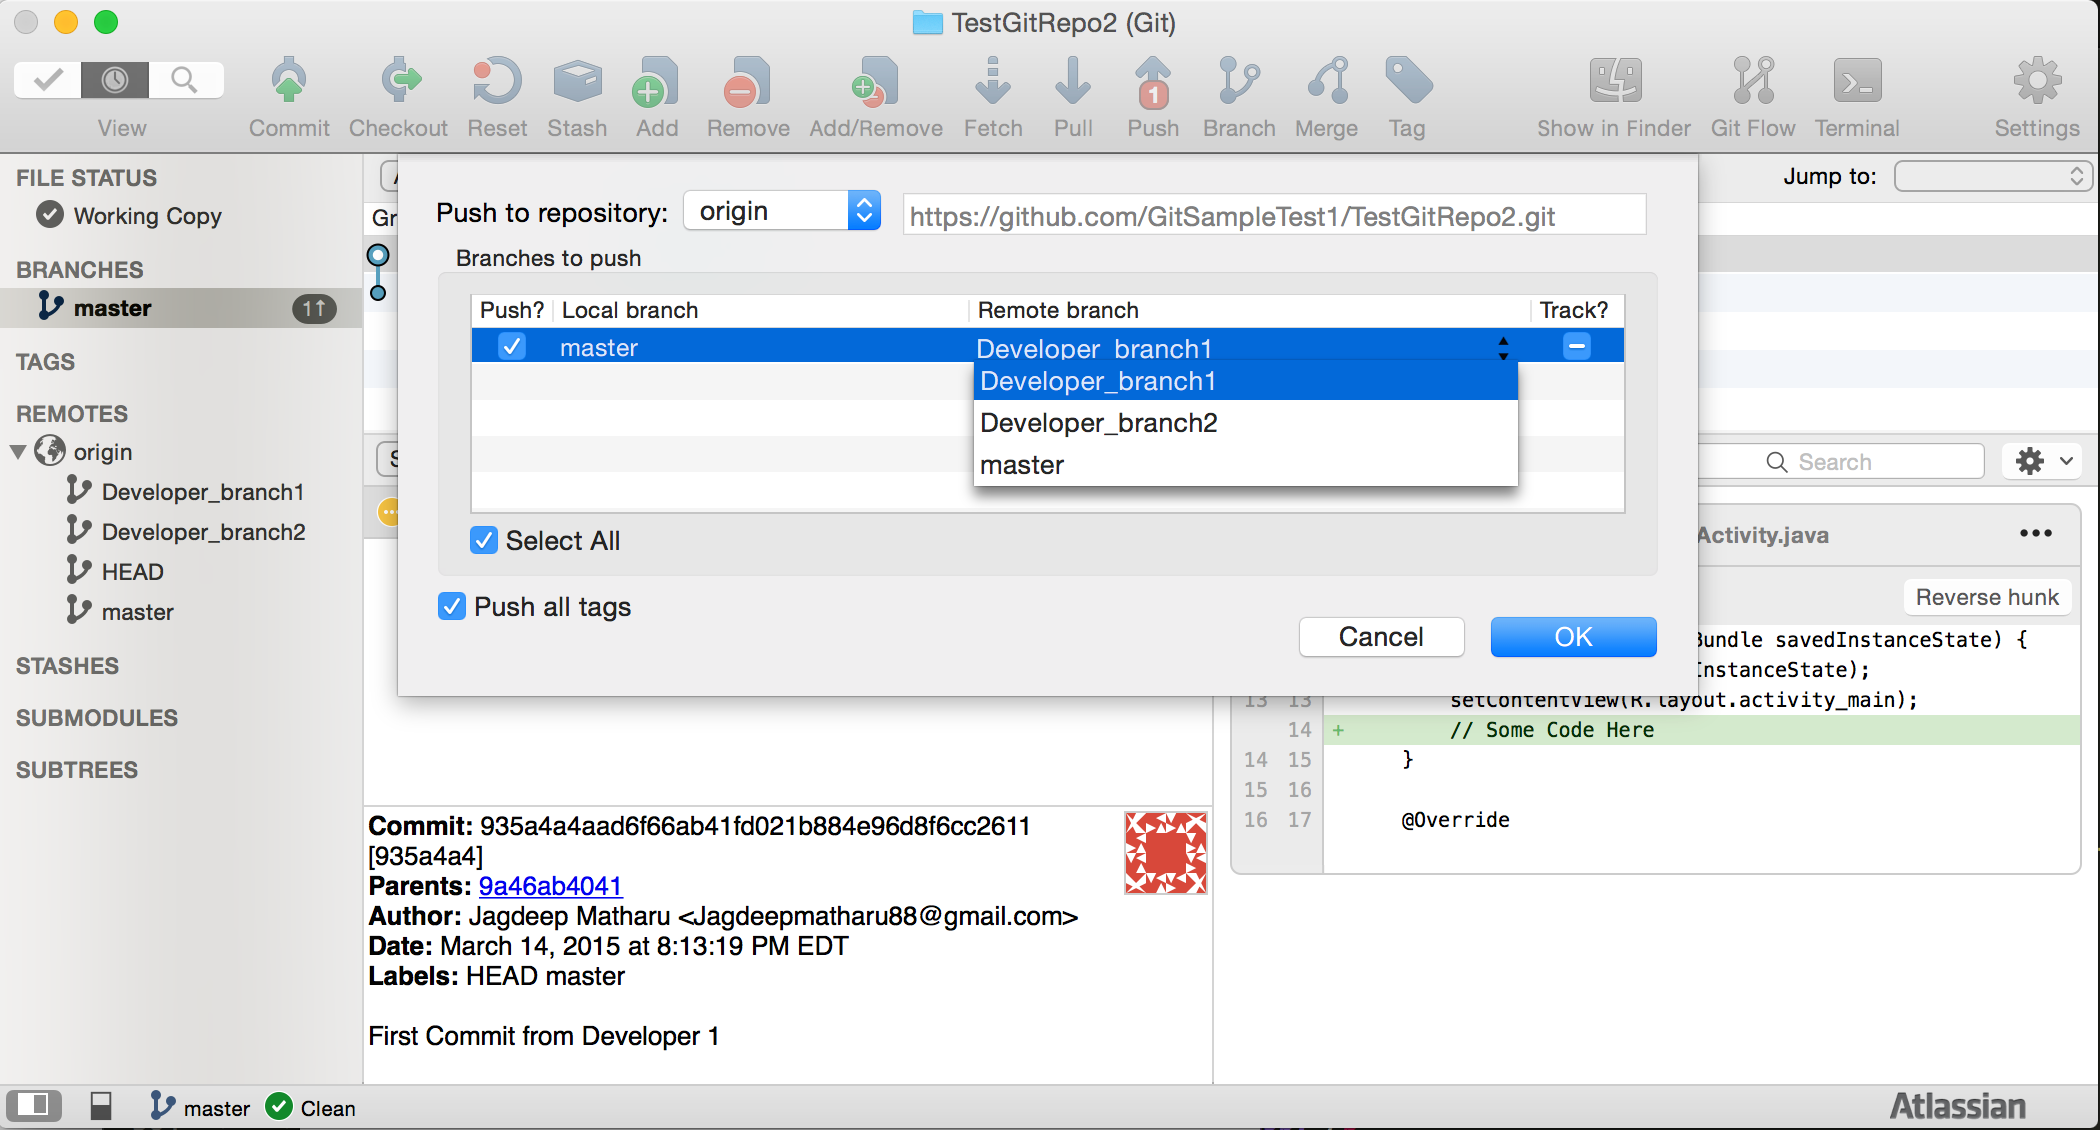 TestGitRepo2 (Git)
View
Commit
Checkout
Reset
Stash
Add
Remove
Add/Remove
Fetch
Pull
1
Push
Branch
Merge
Tag
Show in Finder
Git Flow
Terminal
Settings
FILE STATUS
Working Copy
BRANCHES
master 1↑
TAGS
REMOTES
origin
Developer_branch1
Developer_branch2
HEAD
master
STASHES
SUBMODULES
SUBTREES
Gr
Jump to:
Push to repository: origin https://github.com/GitSampleTest1/TestGitRepo2.git
Branches to push
Push? Local branch Remote branch Track?
master Developer_branch1
Developer_branch1
Developer_branch2
master
Select All
Push all tags
Cancel OK
Search
Activity.java
Reverse hunk
Bundle savedInstanceState) {
InstanceState);
13 13 setContentView(R.layout.activity_main);
14 + // Some Code Here
14 15 }
15 16
16 17 @Override
Commit: 935a4a4aad6f66ab41fd021b884e96d8f6cc2611
[935a4a4]
Parents: 9a46ab4041
Author: Jagdeep Matharu <Jagdeepmatharu88@gmail.com>
Date: March 14, 2015 at 8:13:19 PM EDT
Labels: HEAD master
First Commit from Developer 1
master Clean
Atlassian